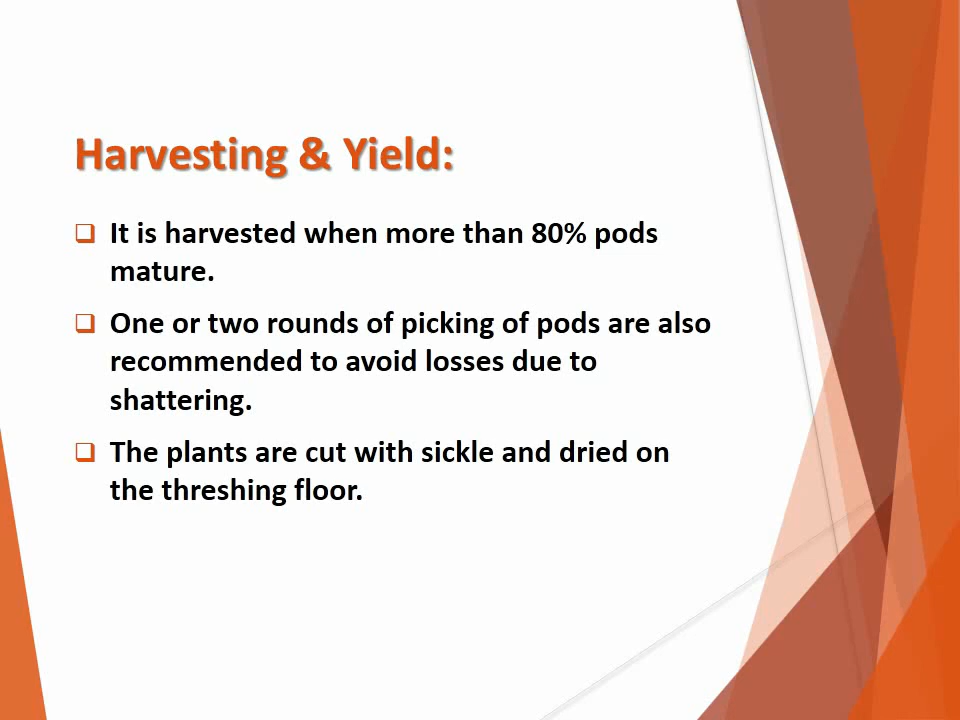 Harvesting & Yield:
It is harvested when more than 80% pods
mature.
One or two rounds of picking of pods are also
recommended to avoid losses due to
shattering.
The plants are cut with sickle and dried on
the threshing floor.